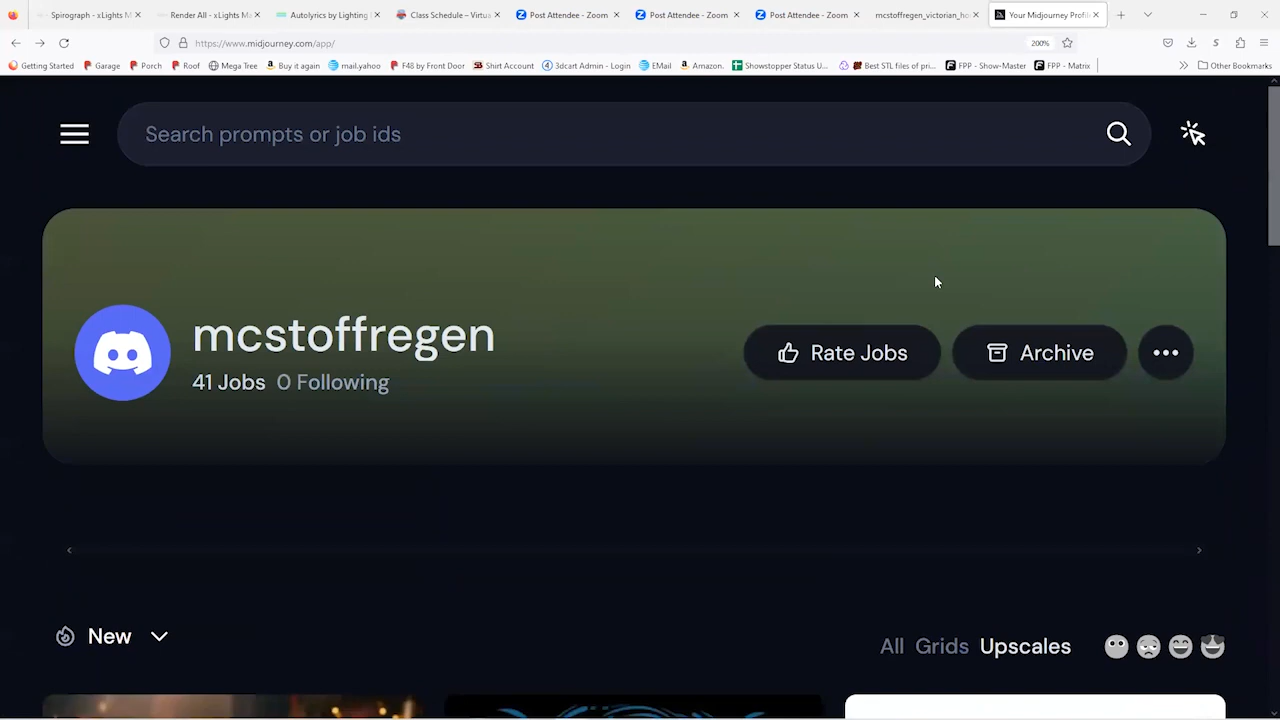 Spirograph - xLights M
Render All - xLights Ma
Autolyrics by Lighting
Class Schedule – Virtua
Post Attendee - Zoom
Post Attendee - Zoom
Post Attendee - Zoom
mcstoffregen_victorian_ho
Your Midjourney Profile
https://www.midjourney.com/app/
200%
Getting Started
Garage
Porch
Roof
Mega Tree
Buy it again
mail.yahoo
F48 by Front Door
Shirt Account
3dcart Admin - Login
EMail
Amazon.
Showstopper Status U...
Best STL files of pri...
FPP - Show-Master
FPP - Matrix
Other Bookmarks
Search prompts or job ids
mcstoffregen
41 Jobs 0 Following
Rate Jobs
Archive
New
All Grids Upscales